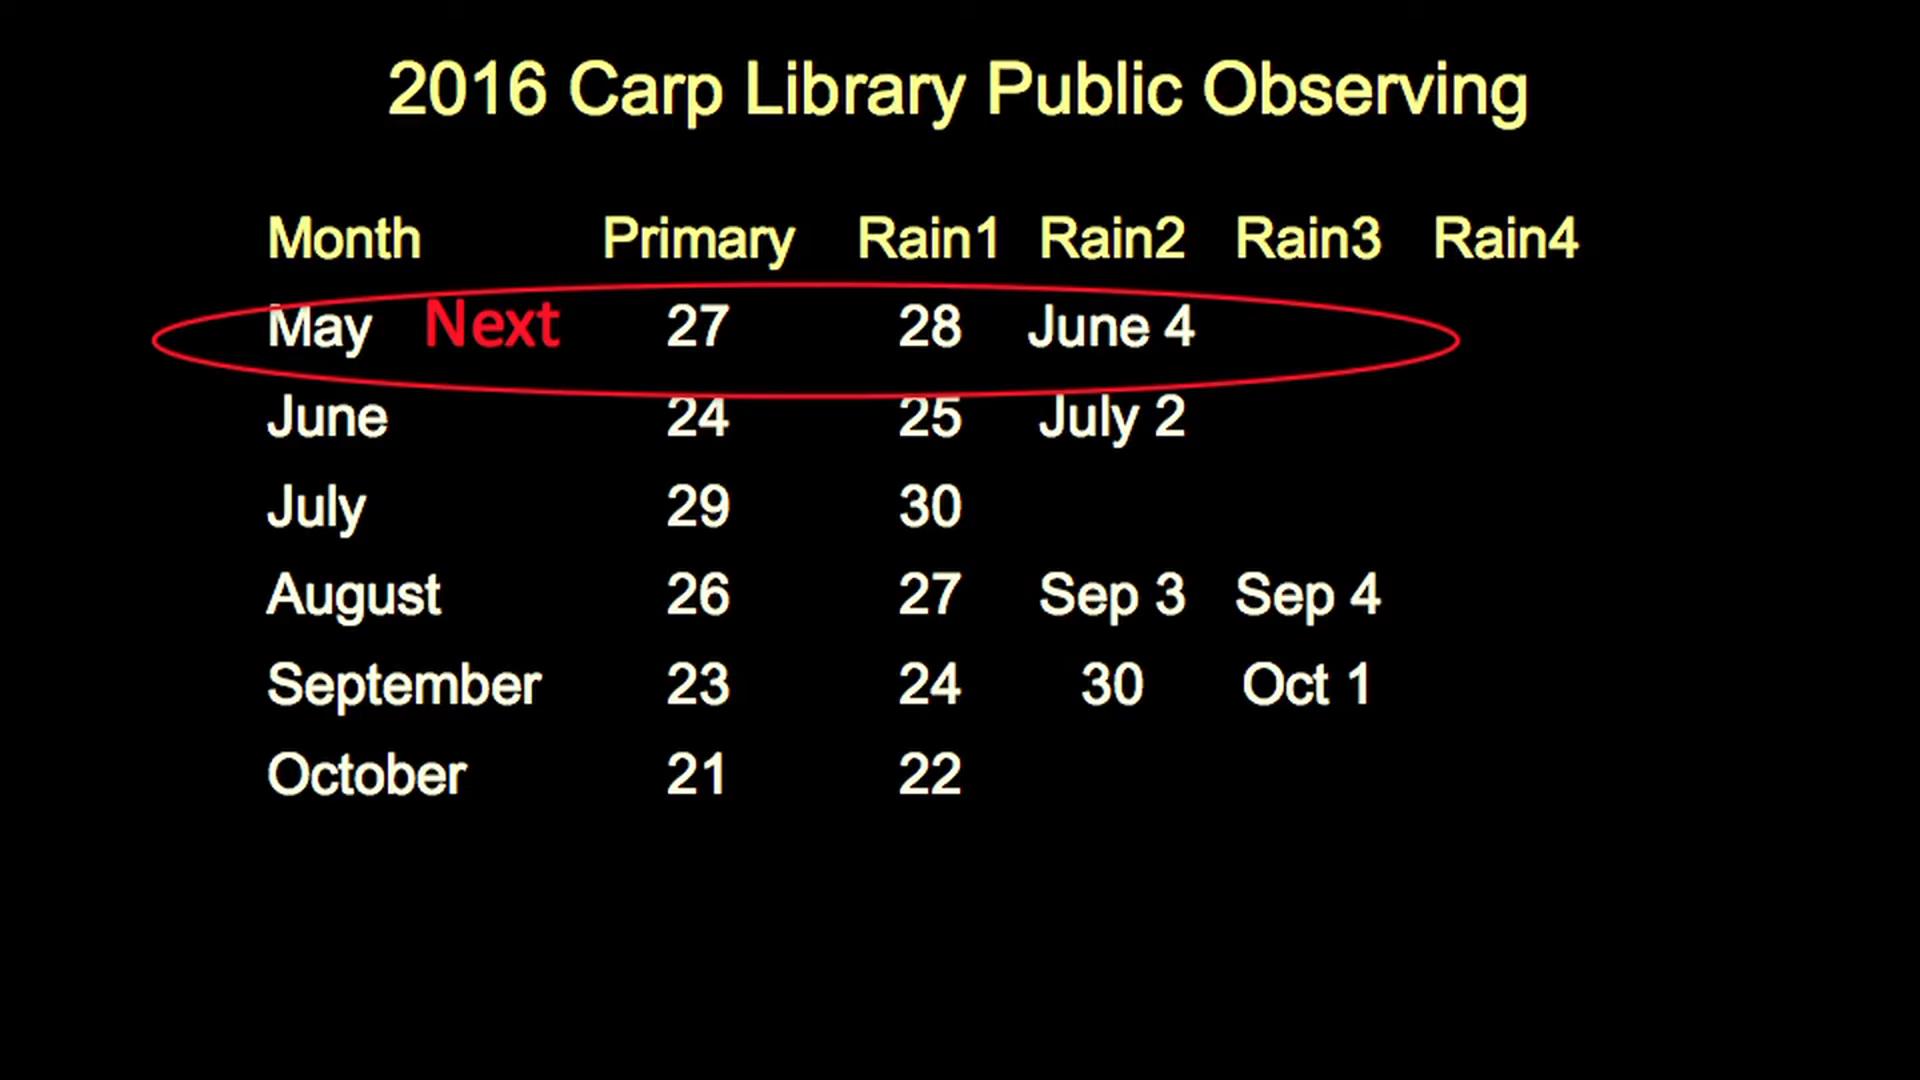 2016 Carp Library Public Observing
Month Primary Rain1 Rain2 Rain3 Rain4
May Next 27 28 June 4
June 24 25 July 2
July 29 30
August 26 27 Sep 3 Sep 4
September 23 24 30 Oct 1
October 21 22